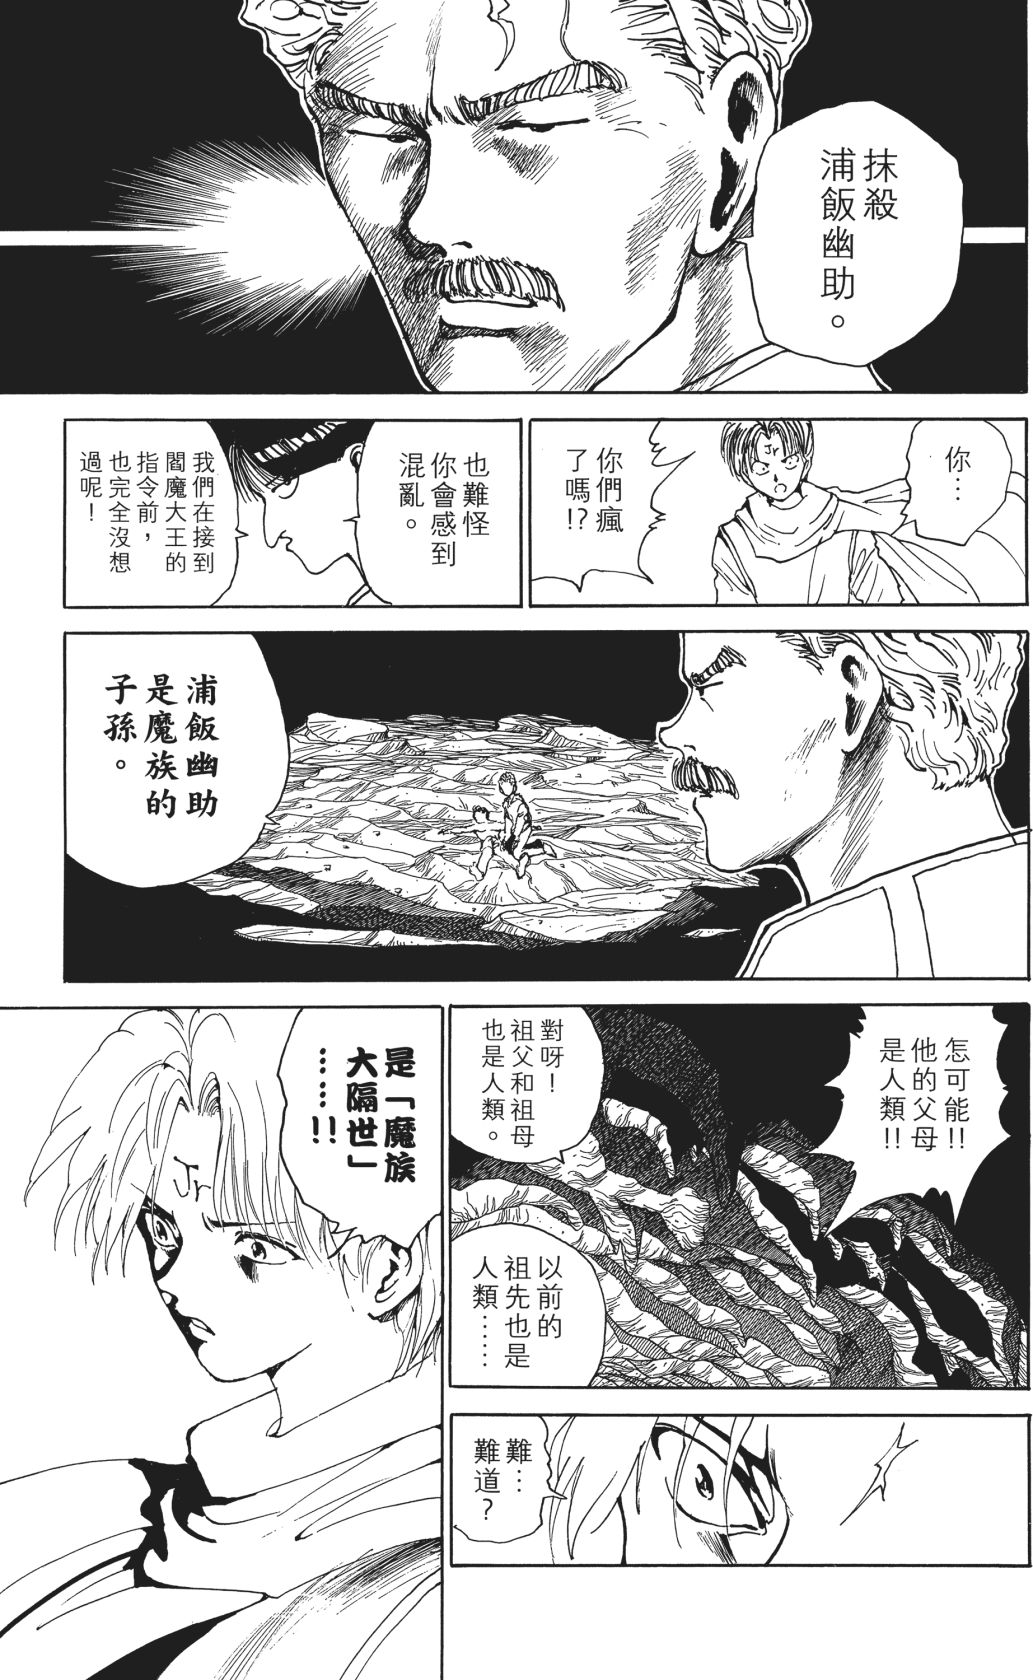 抹殺
浦飯幽助。
你…
你們瘋
了嗎!?
也難怪
你會感到
混亂。
我們在接到
閻魔大王的
指令前，
也完全沒想
過呢！
浦飯幽助
是魔族的
子孫。
怎可能!!
他的父母
是人類!!
對呀！
祖父和祖母
也是人類。
以前的
祖先也是
人類……
難…
難道？
是「魔族
大隔世」
……!!
Jr
Jr